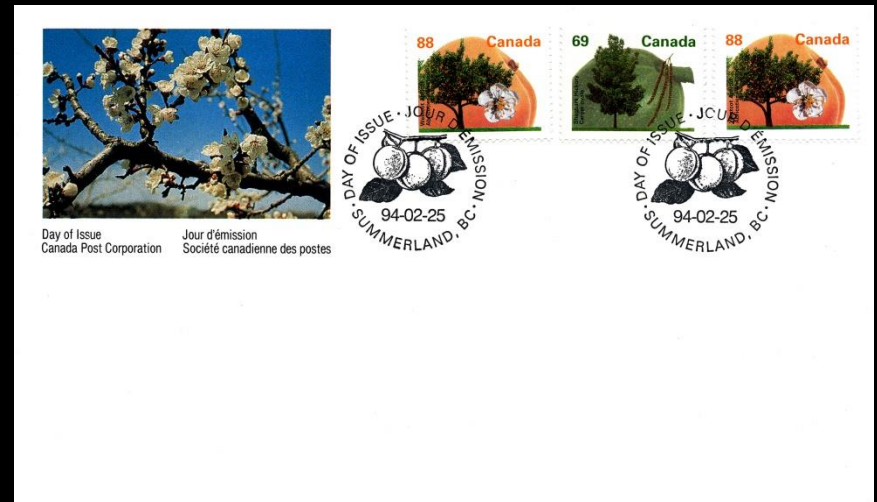 88 Canada
69 Canada
88 Canada
DAY OF ISSUE · JOUR D'ÉMISSION
94-02-25
SUMMERLAND, BC
DAY OF ISSUE · JOUR D'ÉMISSION
94-02-25
SUMMERLAND, BC
Day of Issue
Canada Post Corporation
Jour d'émission
Société canadienne des postes